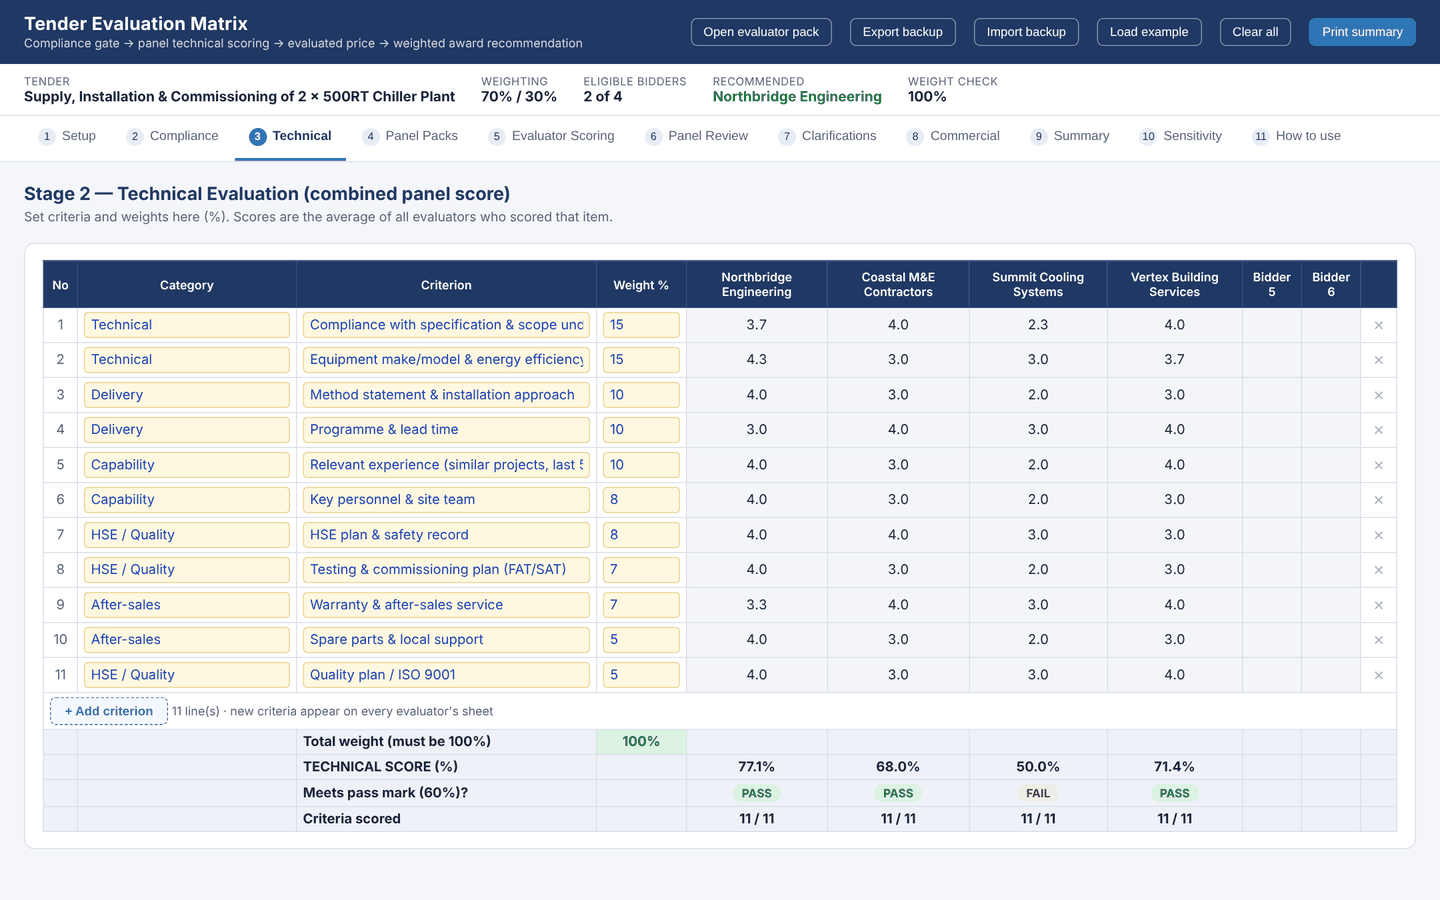 Tender Evaluation Matrix
Compliance gate → panel technical scoring → evaluated price → weighted award recommendation
Open evaluator pack
Export backup
Import backup
Load example
Clear all
Print summary
TENDER
Supply, Installation & Commissioning of 2 × 500RT Chiller Plant
WEIGHTING
70% / 30%
ELIGIBLE BIDDERS
2 of 4
RECOMMENDED
Northbridge Engineering
WEIGHT CHECK
100%
1 Setup
2 Compliance
3 Technical
4 Panel Packs
5 Evaluator Scoring
6 Panel Review
7 Clarifications
8 Commercial
9 Summary
10 Sensitivity
11 How to use
Stage 2 — Technical Evaluation (combined panel score)
Set criteria and weights here (%). Scores are the average of all evaluators who scored that item.
No Category Criterion Weight % Northbridge Engineering Coastal M&E Contractors Summit Cooling Systems Vertex Building Services Bidder 5 Bidder 6
1 Technical Compliance with specification & scope und 15 3.7 4.0 2.3 4.0 ×
2 Technical Equipment make/model & energy efficiency 15 4.3 3.0 3.0 3.7 ×
3 Delivery Method statement & installation approach 10 4.0 3.0 2.0 3.0 ×
4 Delivery Programme & lead time 10 3.0 4.0 3.0 4.0 ×
5 Capability Relevant experience (similar projects, last 5 10 4.0 3.0 2.0 4.0 ×
6 Capability Key personnel & site team 8 4.0 3.0 2.0 3.0 ×
7 HSE / Quality HSE plan & safety record 8 4.0 4.0 3.0 3.0 ×
8 HSE / Quality Testing & commissioning plan (FAT/SAT) 7 4.0 3.0 2.0 3.0 ×
9 After-sales Warranty & after-sales service 7 3.3 4.0 3.0 4.0 ×
10 After-sales Spare parts & local support 5 4.0 3.0 2.0 3.0 ×
11 HSE / Quality Quality plan / ISO 9001 5 4.0 3.0 3.0 4.0 ×
+ Add criterion 11 line(s) · new criteria appear on every evaluator's sheet
Total weight (must be 100%) 100%
TECHNICAL SCORE (%) 77.1% 68.0% 50.0% 71.4%
Meets pass mark (60%)? PASS PASS FAIL PASS
Criteria scored 11 / 11 11 / 11 11 / 11 11 / 11